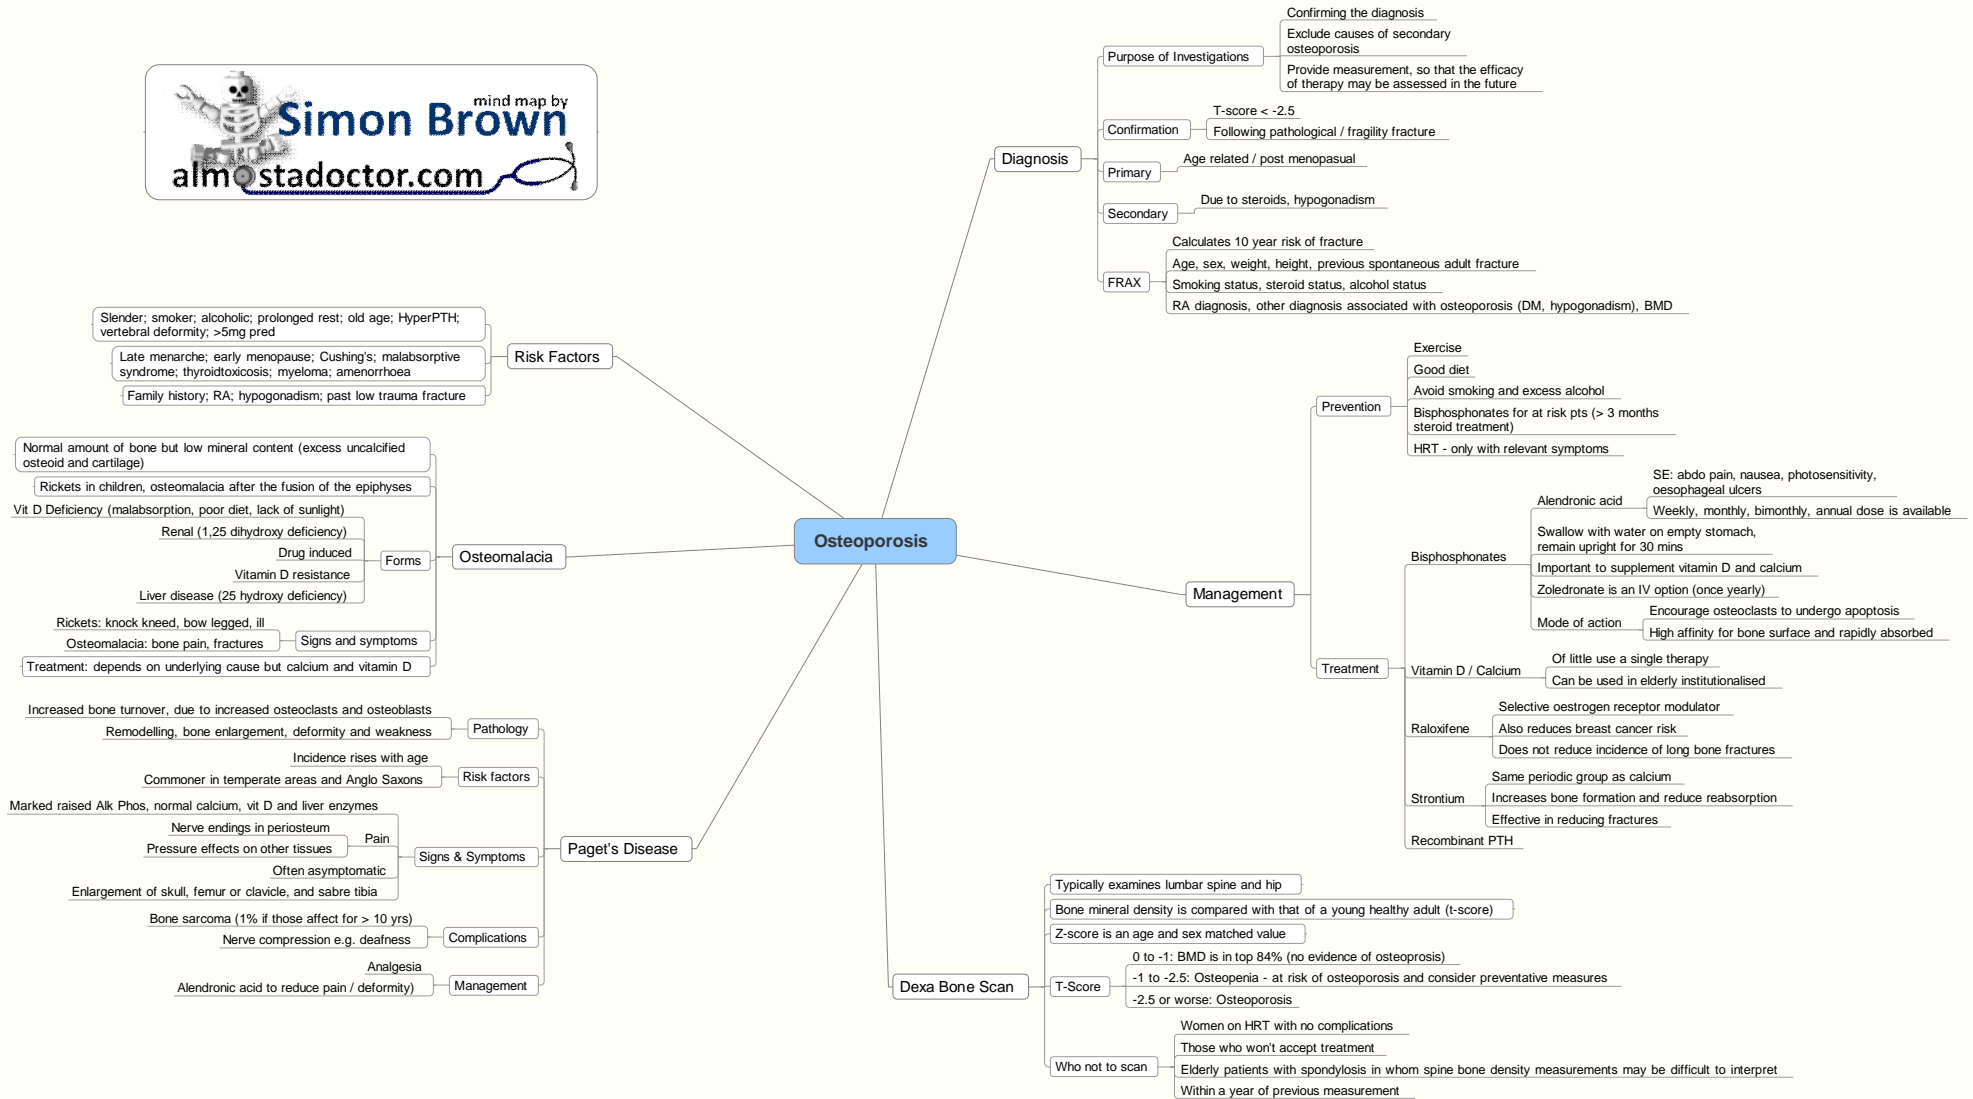 mind map by
Simon Brown
almostadoctor.com
Osteoporosis
Diagnosis
Purpose of Investigations
Confirming the diagnosis
Exclude causes of secondary
osteoporosis
Provide measurement, so that the efficacy
of therapy may be assessed in the future
Confirmation
T-score < -2.5
Following pathological / fragility fracture
Primary
Age related / post menopasual
Secondary
Due to steroids, hypogonadism
FRAX
Calculates 10 year risk of fracture
Age, sex, weight, height, previous spontaneous adult fracture
Smoking status, steroid status, alcohol status
RA diagnosis, other diagnosis associated with osteoporosis (DM, hypogonadism), BMD
Management
Prevention
Exercise
Good diet
Avoid smoking and excess alcohol
Bisphosphonates for at risk pts (> 3 months
steroid treatment)
HRT - only with relevant symptoms
Treatment
Bisphosphonates
Alendronic acid
SE: abdo pain, nausea, photosensitivity,
oesophageal ulcers
Weekly, monthly, bimonthly, annual dose is available
Swallow with water on empty stomach,
remain upright for 30 mins
Important to supplement vitamin D and calcium
Zoledronate is an IV option (once yearly)
Mode of action
Encourage osteoclasts to undergo apoptosis
High affinity for bone surface and rapidly absorbed
Vitamin D / Calcium
Of little use a single therapy
Can be used in elderly institutionalised
Raloxifene
Selective oestrogen receptor modulator
Also reduces breast cancer risk
Does not reduce incidence of long bone fractures
Strontium
Same periodic group as calcium
Increases bone formation and reduce reabsorption
Effective in reducing fractures
Recombinant PTH
Dexa Bone Scan
Typically examines lumbar spine and hip
Bone mineral density is compared with that of a young healthy adult (t-score)
Z-score is an age and sex matched value
T-Score
0 to -1: BMD is in top 84% (no evidence of osteoprosis)
-1 to -2.5: Osteopenia - at risk of osteoporosis and consider preventative measures
-2.5 or worse: Osteoporosis
Who not to scan
Women on HRT with no complications
Those who won't accept treatment
Elderly patients with spondylosis in whom spine bone density measurements may be difficult to interpret
Within a year of previous measurement
Risk Factors
Slender; smoker; alcoholic; prolonged rest; old age; HyperPTH;
vertebral deformity; >5mg pred
Late menarche; early menopause; Cushing's; malabsorptive
syndrome; thyroidtoxicosis; myeloma; amenorrhoea
Family history; RA; hypogonadism; past low trauma fracture
Osteomalacia
Normal amount of bone but low mineral content (excess uncalcified
osteoid and cartilage)
Rickets in children, osteomalacia after the fusion of the epiphyses
Forms
Vit D Deficiency (malabsorption, poor diet, lack of sunlight)
Renal (1,25 dihydroxy deficiency)
Drug induced
Vitamin D resistance
Liver disease (25 hydroxy deficiency)
Signs and symptoms
Rickets: knock kneed, bow legged, ill
Osteomalacia: bone pain, fractures
Treatment: depends on underlying cause but calcium and vitamin D
Paget's Disease
Pathology
Increased bone turnover, due to increased osteoclasts and osteoblasts
Remodelling, bone enlargement, deformity and weakness
Risk factors
Incidence rises with age
Commoner in temperate areas and Anglo Saxons
Signs & Symptoms
Marked raised Alk Phos, normal calcium, vit D and liver enzymes
Pain
Nerve endings in periosteum
Pressure effects on other tissues
Often asymptomatic
Enlargement of skull, femur or clavicle, and sabre tibia
Complications
Bone sarcoma (1% if those affect for > 10 yrs)
Nerve compression e.g. deafness
Management
Analgesia
Alendronic acid to reduce pain / deformity)